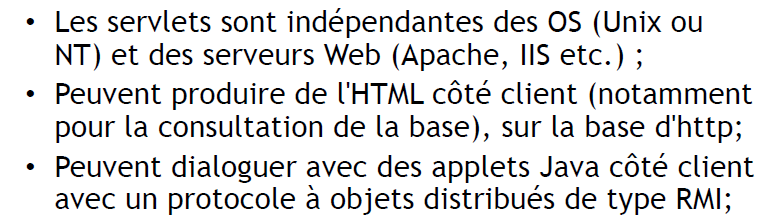 • Les servlets sont indépendantes des OS (Unix ou
NT) et des serveurs Web (Apache, IIS etc.) ;
• Peuvent produire de l'HTML côté client (notamment
pour la consultation de la base), sur la base d'http;
• Peuvent dialoguer avec des applets Java côté client
avec un protocole à objets distribués de type RMI;